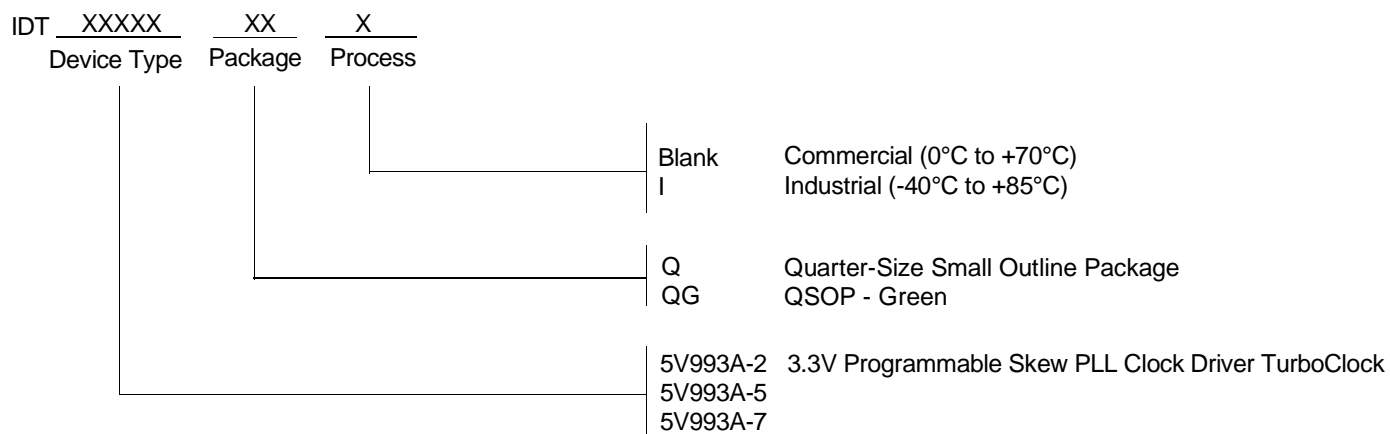 IDT XXXXX XX X
Device Type Package Process
Blank Commercial (0°C to +70°C)
I Industrial (-40°C to +85°C)
Q Quarter-Size Small Outline Package
QG QSOP - Green
5V993A-2 3.3V Programmable Skew PLL Clock Driver TurboClock
5V993A-5
5V993A-7